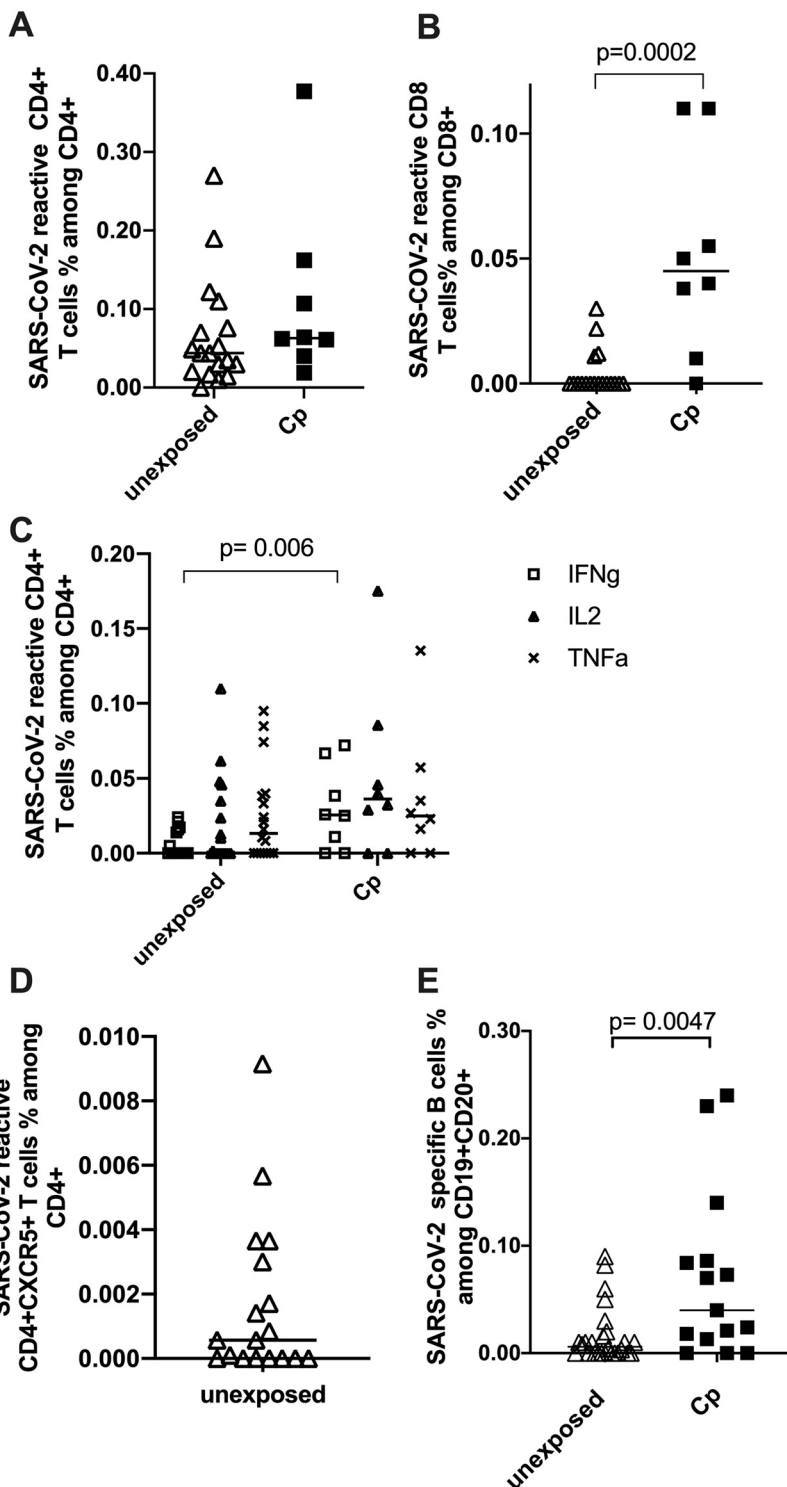 A
SARS-CoV-2 reactive CD4+
T cells % among CD4+
0.40
0.30
0.20
0.10
0.00
unexposed
Cp
B
p=0.0002
SARS-COV-2 reactive CD8
T cells% among CD8+
0.10
0.05
0.00
unexposed
Cp
C
p= 0.006
SARS-CoV-2 reactive CD4+
T cells % among CD4+
0.20
0.15
0.10
0.05
0.00
unexposed
Cp
IFNg
IL2
TNFa
D
SARS-CoV-2 reactive
CD4+CXCR5+ T cells % among
CD4+
0.010
0.008
0.006
0.004
0.002
0.000
unexposed
E
p= 0.0047
SARS-CoV-2 specific B cells %
among CD19+CD20+
0.30
0.20
0.10
0.00
unexposed
Cp